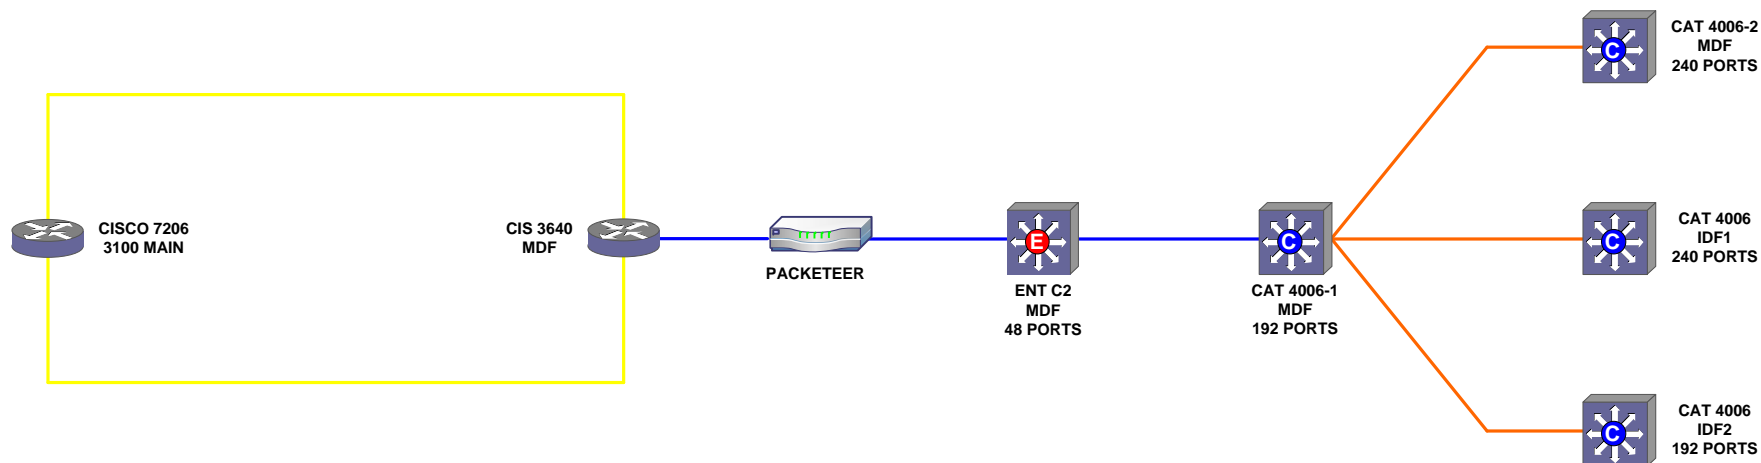 CISCO 7206
3100 MAIN
CIS 3640
MDF
P
PACKETEER
E
ENT C2
MDF
48 PORTS
C
CAT 4006-1
MDF
192 PORTS
C
CAT 4006-2
MDF
240 PORTS
C
CAT 4006
IDF1
240 PORTS
C
CAT 4006
IDF2
192 PORTS